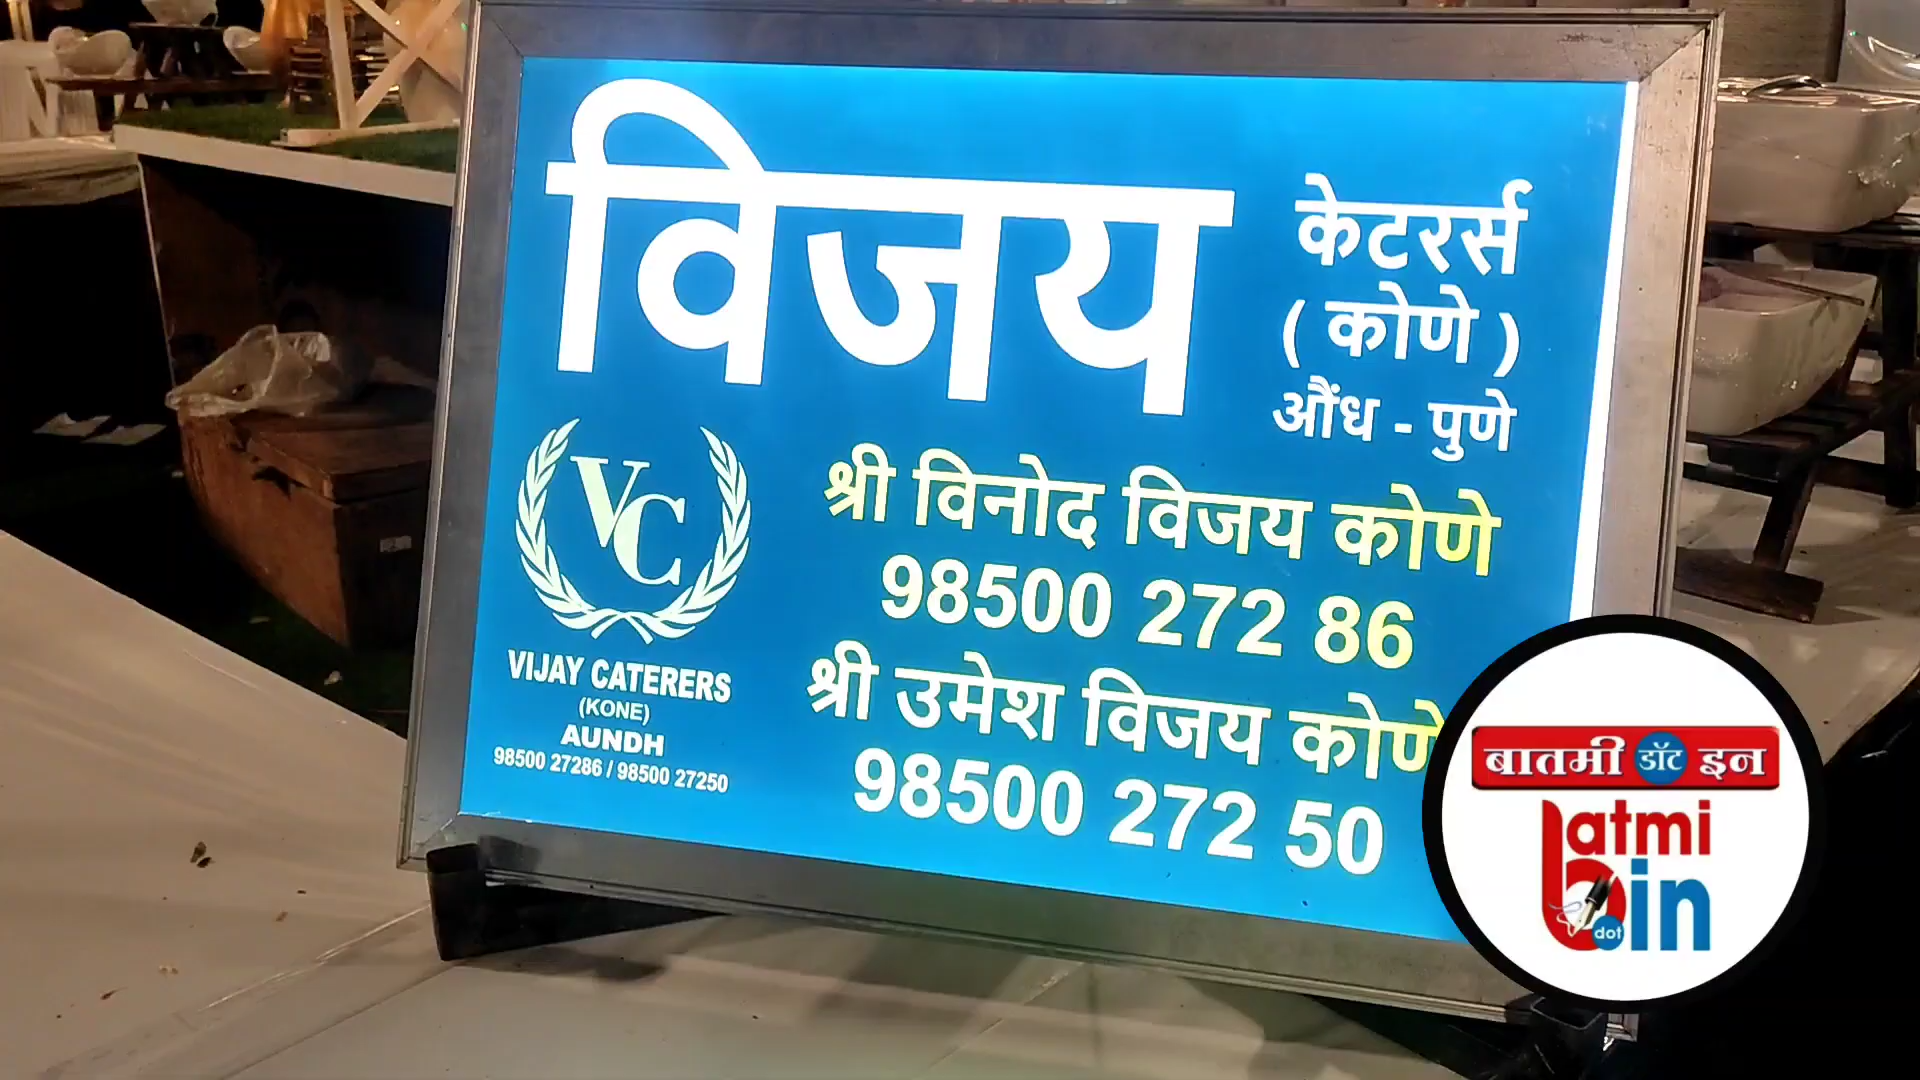 विजय
केटरर्स
( कोणे )
औंध - पुणे
VC
VIJAY CATERERS
(KONE)
AUNDH
98500 27286 / 98500 27250
श्री विनोद विजय कोणे
98500 272 86
श्री उमेश विजय कोणे
98500 272 50
बातमी डॉट इन
batmi
dot in